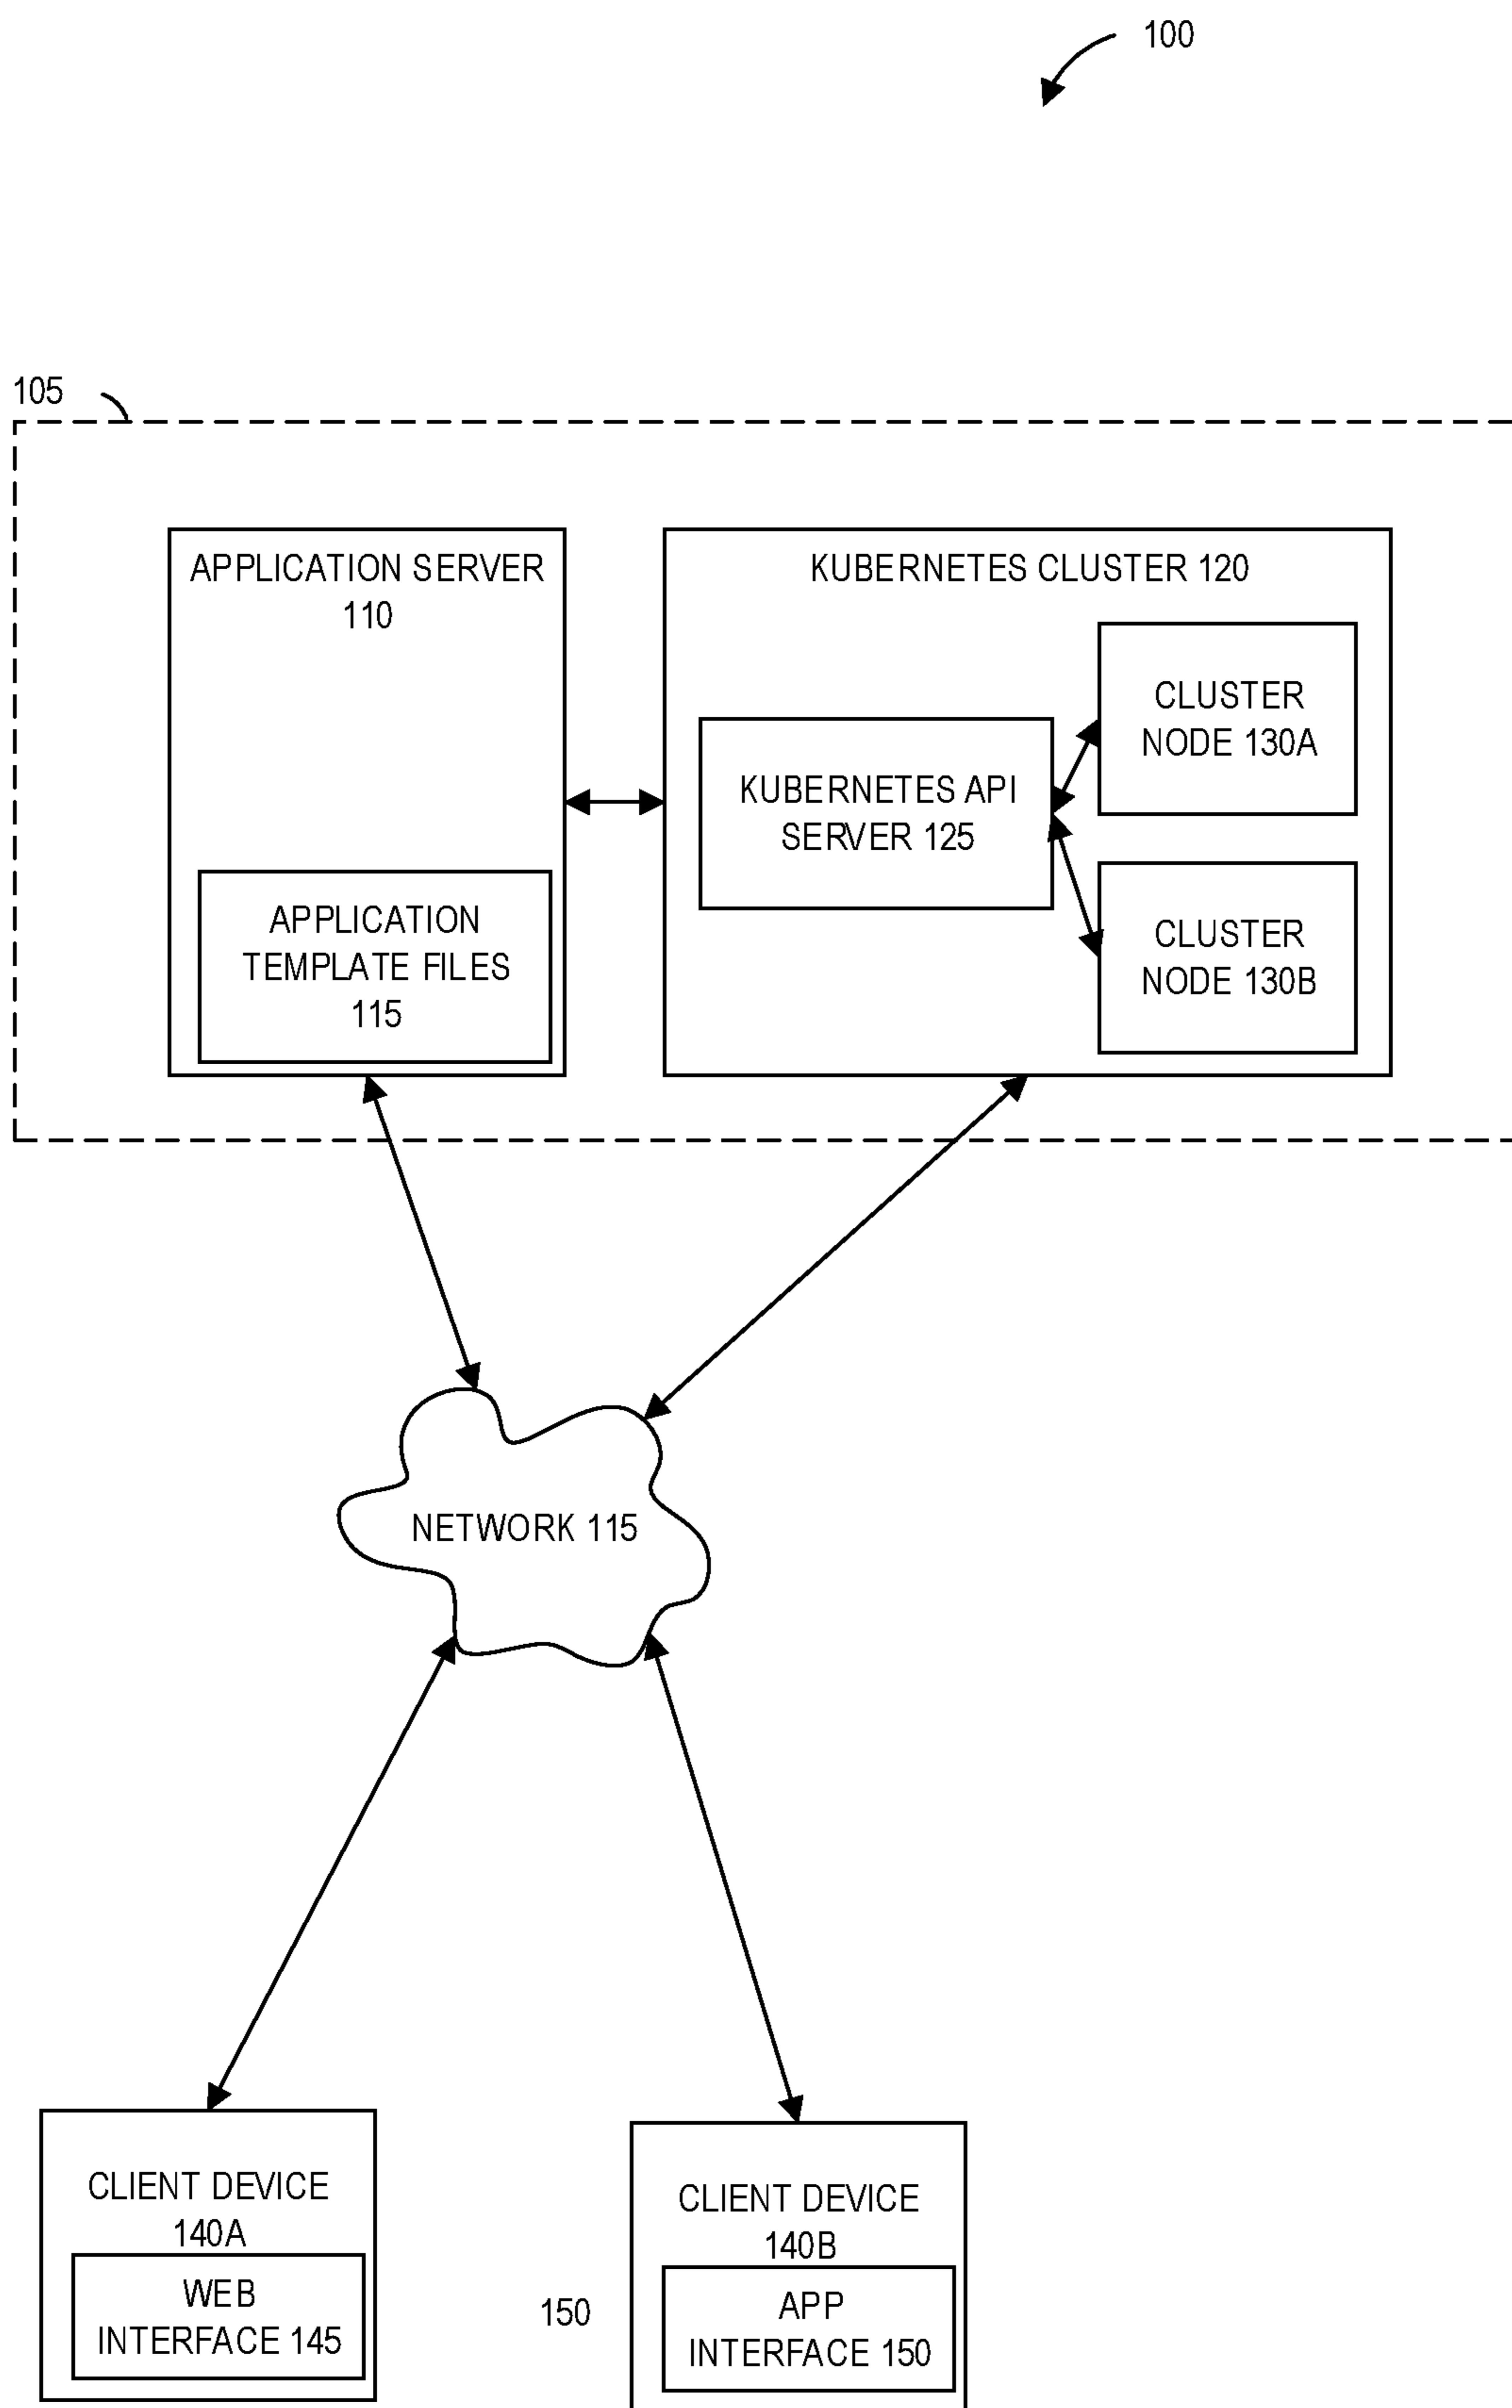 100
105
APPLICATION SERVER
110
APPLICATION
TEMPLATE FILES
115
KUBERNETES CLUSTER 120
KUBERNETES API
SERVER 125
CLUSTER
NODE 130A
CLUSTER
NODE 130B
NETWORK 115
CLIENT DEVICE
140A
WEB
INTERFACE 145
150
CLIENT DEVICE
140B
APP
INTERFACE 150